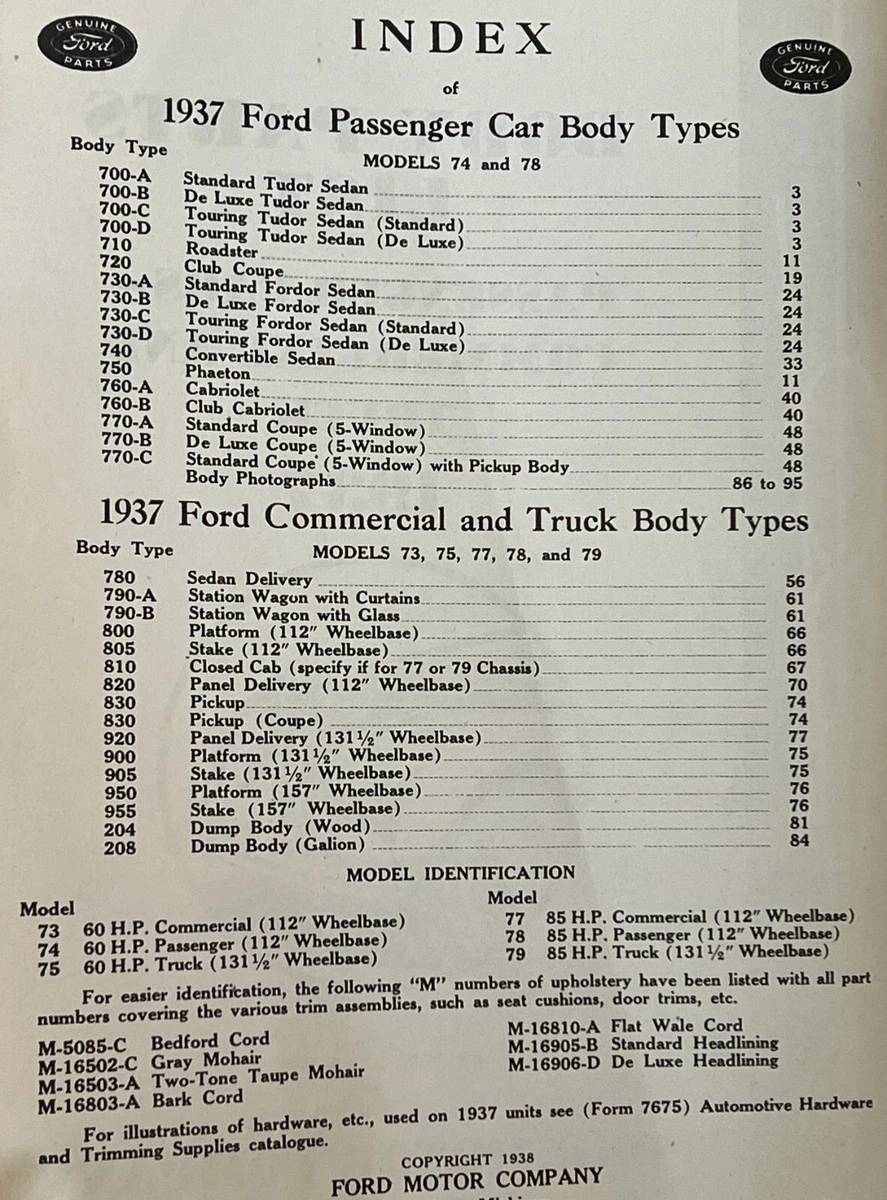 GENUINE
Ford
PARTS
INDEX
GENUINE
Ford
PARTS
of
1937 Ford Passenger Car Body Types
Body Type
MODELS 74 and 78
700-A Standard Tudor Sedan 3
700-B De Luxe Tudor Sedan 3
700-C Touring Tudor Sedan (Standard) 3
700-D Touring Tudor Sedan (De Luxe) 3
710 Roadster 11
720 Club Coupe 19
730-A Standard Fordor Sedan 24
730-B De Luxe Fordor Sedan 24
730-C Touring Fordor Sedan (Standard) 24
730-D Touring Fordor Sedan (De Luxe) 24
740 Convertible Sedan 33
750 Phaeton 11
760-A Cabriolet 40
760-B Club Cabriolet 40
770-A Standard Coupe (5-Window) 48
770-B De Luxe Coupe (5-Window) 48
770-C Standard Coupe (5-Window) with Pickup Body 48
Body Photographs 86 to 95
1937 Ford Commercial and Truck Body Types
Body Type MODELS 73, 75, 77, 78, and 79
780 Sedan Delivery 56
790-A Station Wagon with Curtains 61
790-B Station Wagon with Glass 61
800 Platform (112″ Wheelbase) 66
805 Stake (112″ Wheelbase) 66
810 Closed Cab (specify if for 77 or 79 Chassis) 67
820 Panel Delivery (112″ Wheelbase) 70
830 Pickup 74
830 Pickup (Coupe) 74
920 Panel Delivery (131½″ Wheelbase) 77
900 Platform (131½″ Wheelbase) 75
905 Stake (131½″ Wheelbase) 75
950 Platform (157″ Wheelbase) 76
955 Stake (157″ Wheelbase) 76
204 Dump Body (Wood) 81
208 Dump Body (Galion) 84
MODEL IDENTIFICATION
Model
73 60 H.P. Commercial (112″ Wheelbase)
74 60 H.P. Passenger (112″ Wheelbase)
75 60 H.P. Truck (131½″ Wheelbase)
Model
77 85 H.P. Commercial (112″ Wheelbase)
78 85 H.P. Passenger (112″ Wheelbase)
79 85 H.P. Truck (131½″ Wheelbase)
For easier identification, the following "M" numbers of upholstery have been listed with all part
numbers covering the various trim assemblies, such as seat cushions, door trims, etc.
M-5085-C Bedford Cord
M-16502-C Gray Mohair
M-16503-A Two-Tone Taupe Mohair
M-16803-A Bark Cord
M-16810-A Flat Wale Cord
M-16905-B Standard Headlining
M-16906-D De Luxe Headlining
For illustrations of hardware, etc., used on 1937 units see (Form 7675) Automotive Hardware
and Trimming Supplies catalogue.
COPYRIGHT 1938
FORD MOTOR COMPANY